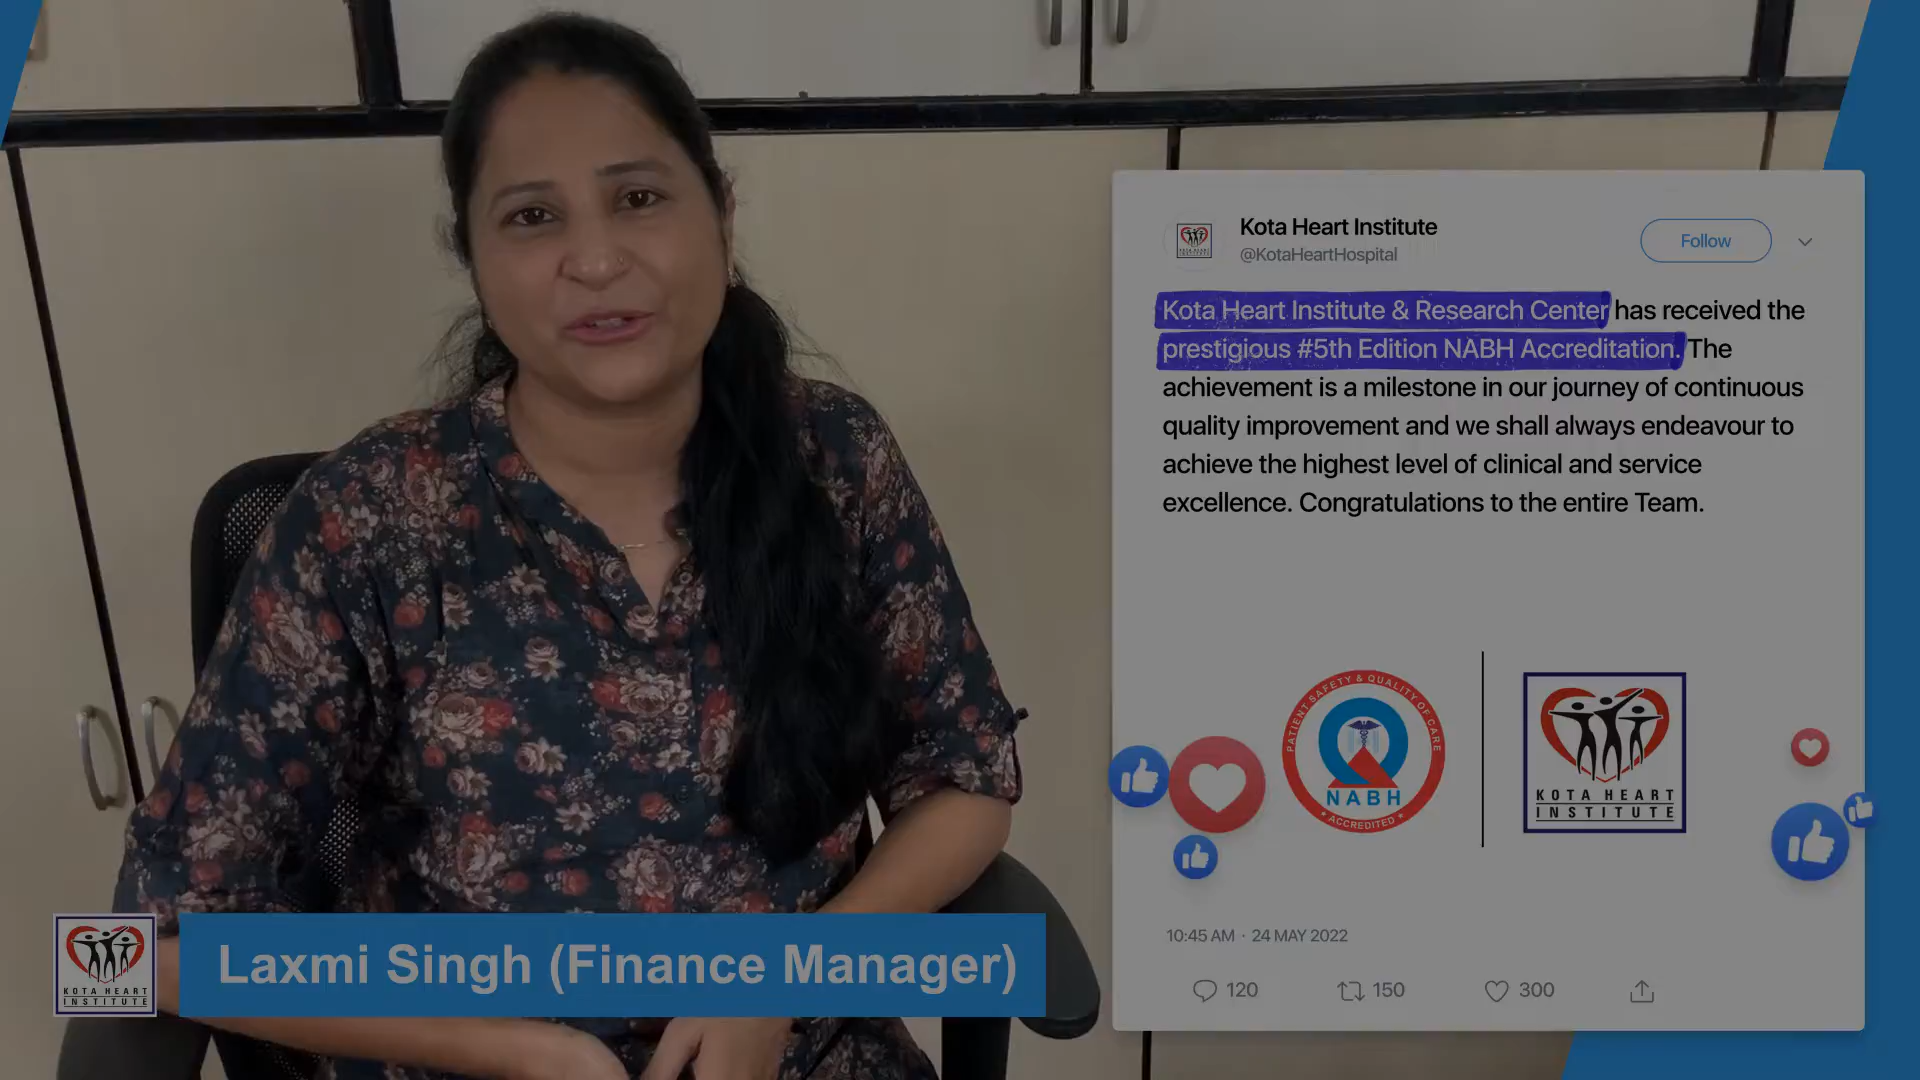 Kota Heart Institute
@KotaHeartHospital
Follow
Kota Heart Institute & Research Center has received the
prestigious #5th Edition NABH Accreditation. The
achievement is a milestone in our journey of continuous
quality improvement and we shall always endeavour to
achieve the highest level of clinical and service
excellence. Congratulations to the entire Team.
PATIENT SAFETY & QUALITY OF CARE
NABH
• ACCREDITED •
KOTA HEART
INSTITUTE
10:45 AM · 24 MAY 2022
120
150
300
KOTA HEART
INSTITUTE
Laxmi Singh (Finance Manager)